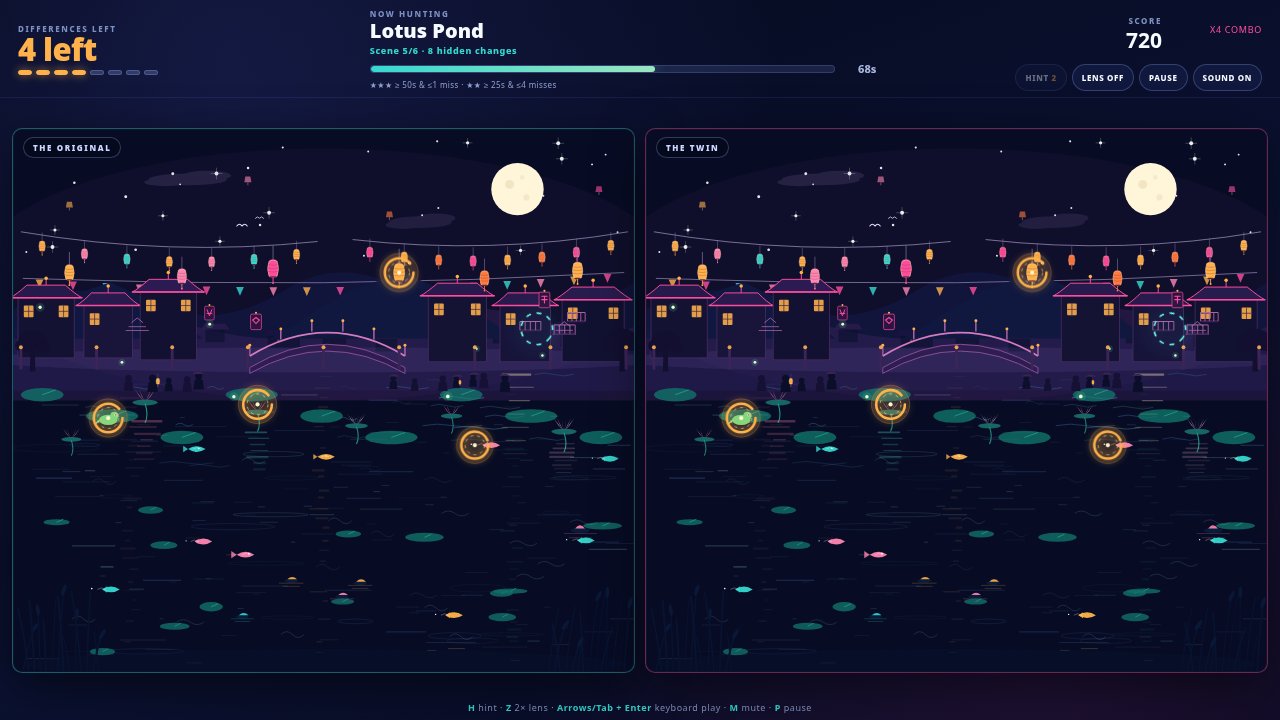 DIFFERENCES LEFT
4 left
NOW HUNTING
Lotus Pond
Scene 5/6 · 8 hidden changes
68s
★★★ ≥ 50s & ≤1 miss · ★★ ≥ 25s & ≤4 misses
SCORE
720
X4 COMBO
HINT 2
LENS OFF
PAUSE
SOUND ON
THE ORIGINAL
THE TWIN
H hint · Z 2× lens · Arrows/Tab + Enter keyboard play · M mute · P pause